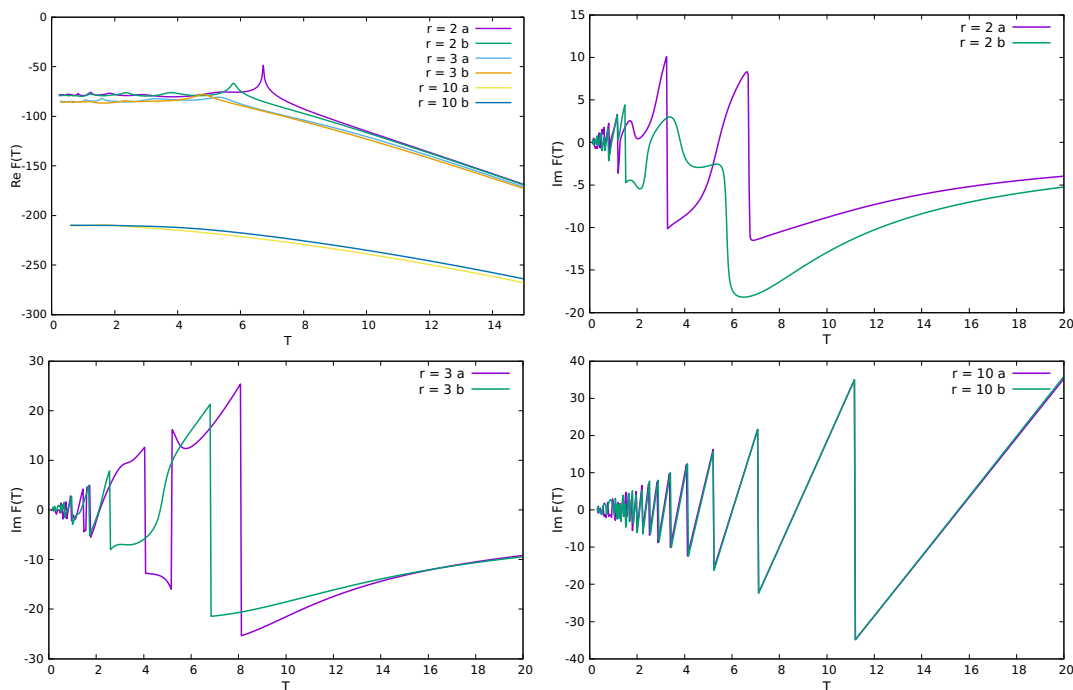 0
-50
-100
-150
-200
-250
-300
0 2 4 6 8 10 12 14
Re F(T)
T
r = 2 a
r = 2 b
r = 3 a
r = 3 b
r = 10 a
r = 10 b
15
10
5
0
-5
-10
-15
-20
0 2 4 6 8 10 12 14 16 18 20
Im F(T)
T
r = 2 a
r = 2 b
30
20
10
0
-10
-20
-30
0 2 4 6 8 10 12 14 16 18 20
Im F(T)
T
r = 3 a
r = 3 b
40
30
20
10
0
-10
-20
-30
-40
0 2 4 6 8 10 12 14 16 18 20
Im F(T)
T
r = 10 a
r = 10 b